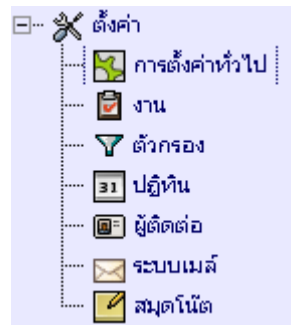 ตั้งค่า
การตั้งค่าทั่วไป
งาน
ตัวกรอง
31 ปฏิทิน
ผู้ติดต่อ
ระบบเมล์
สมุดโน๊ต